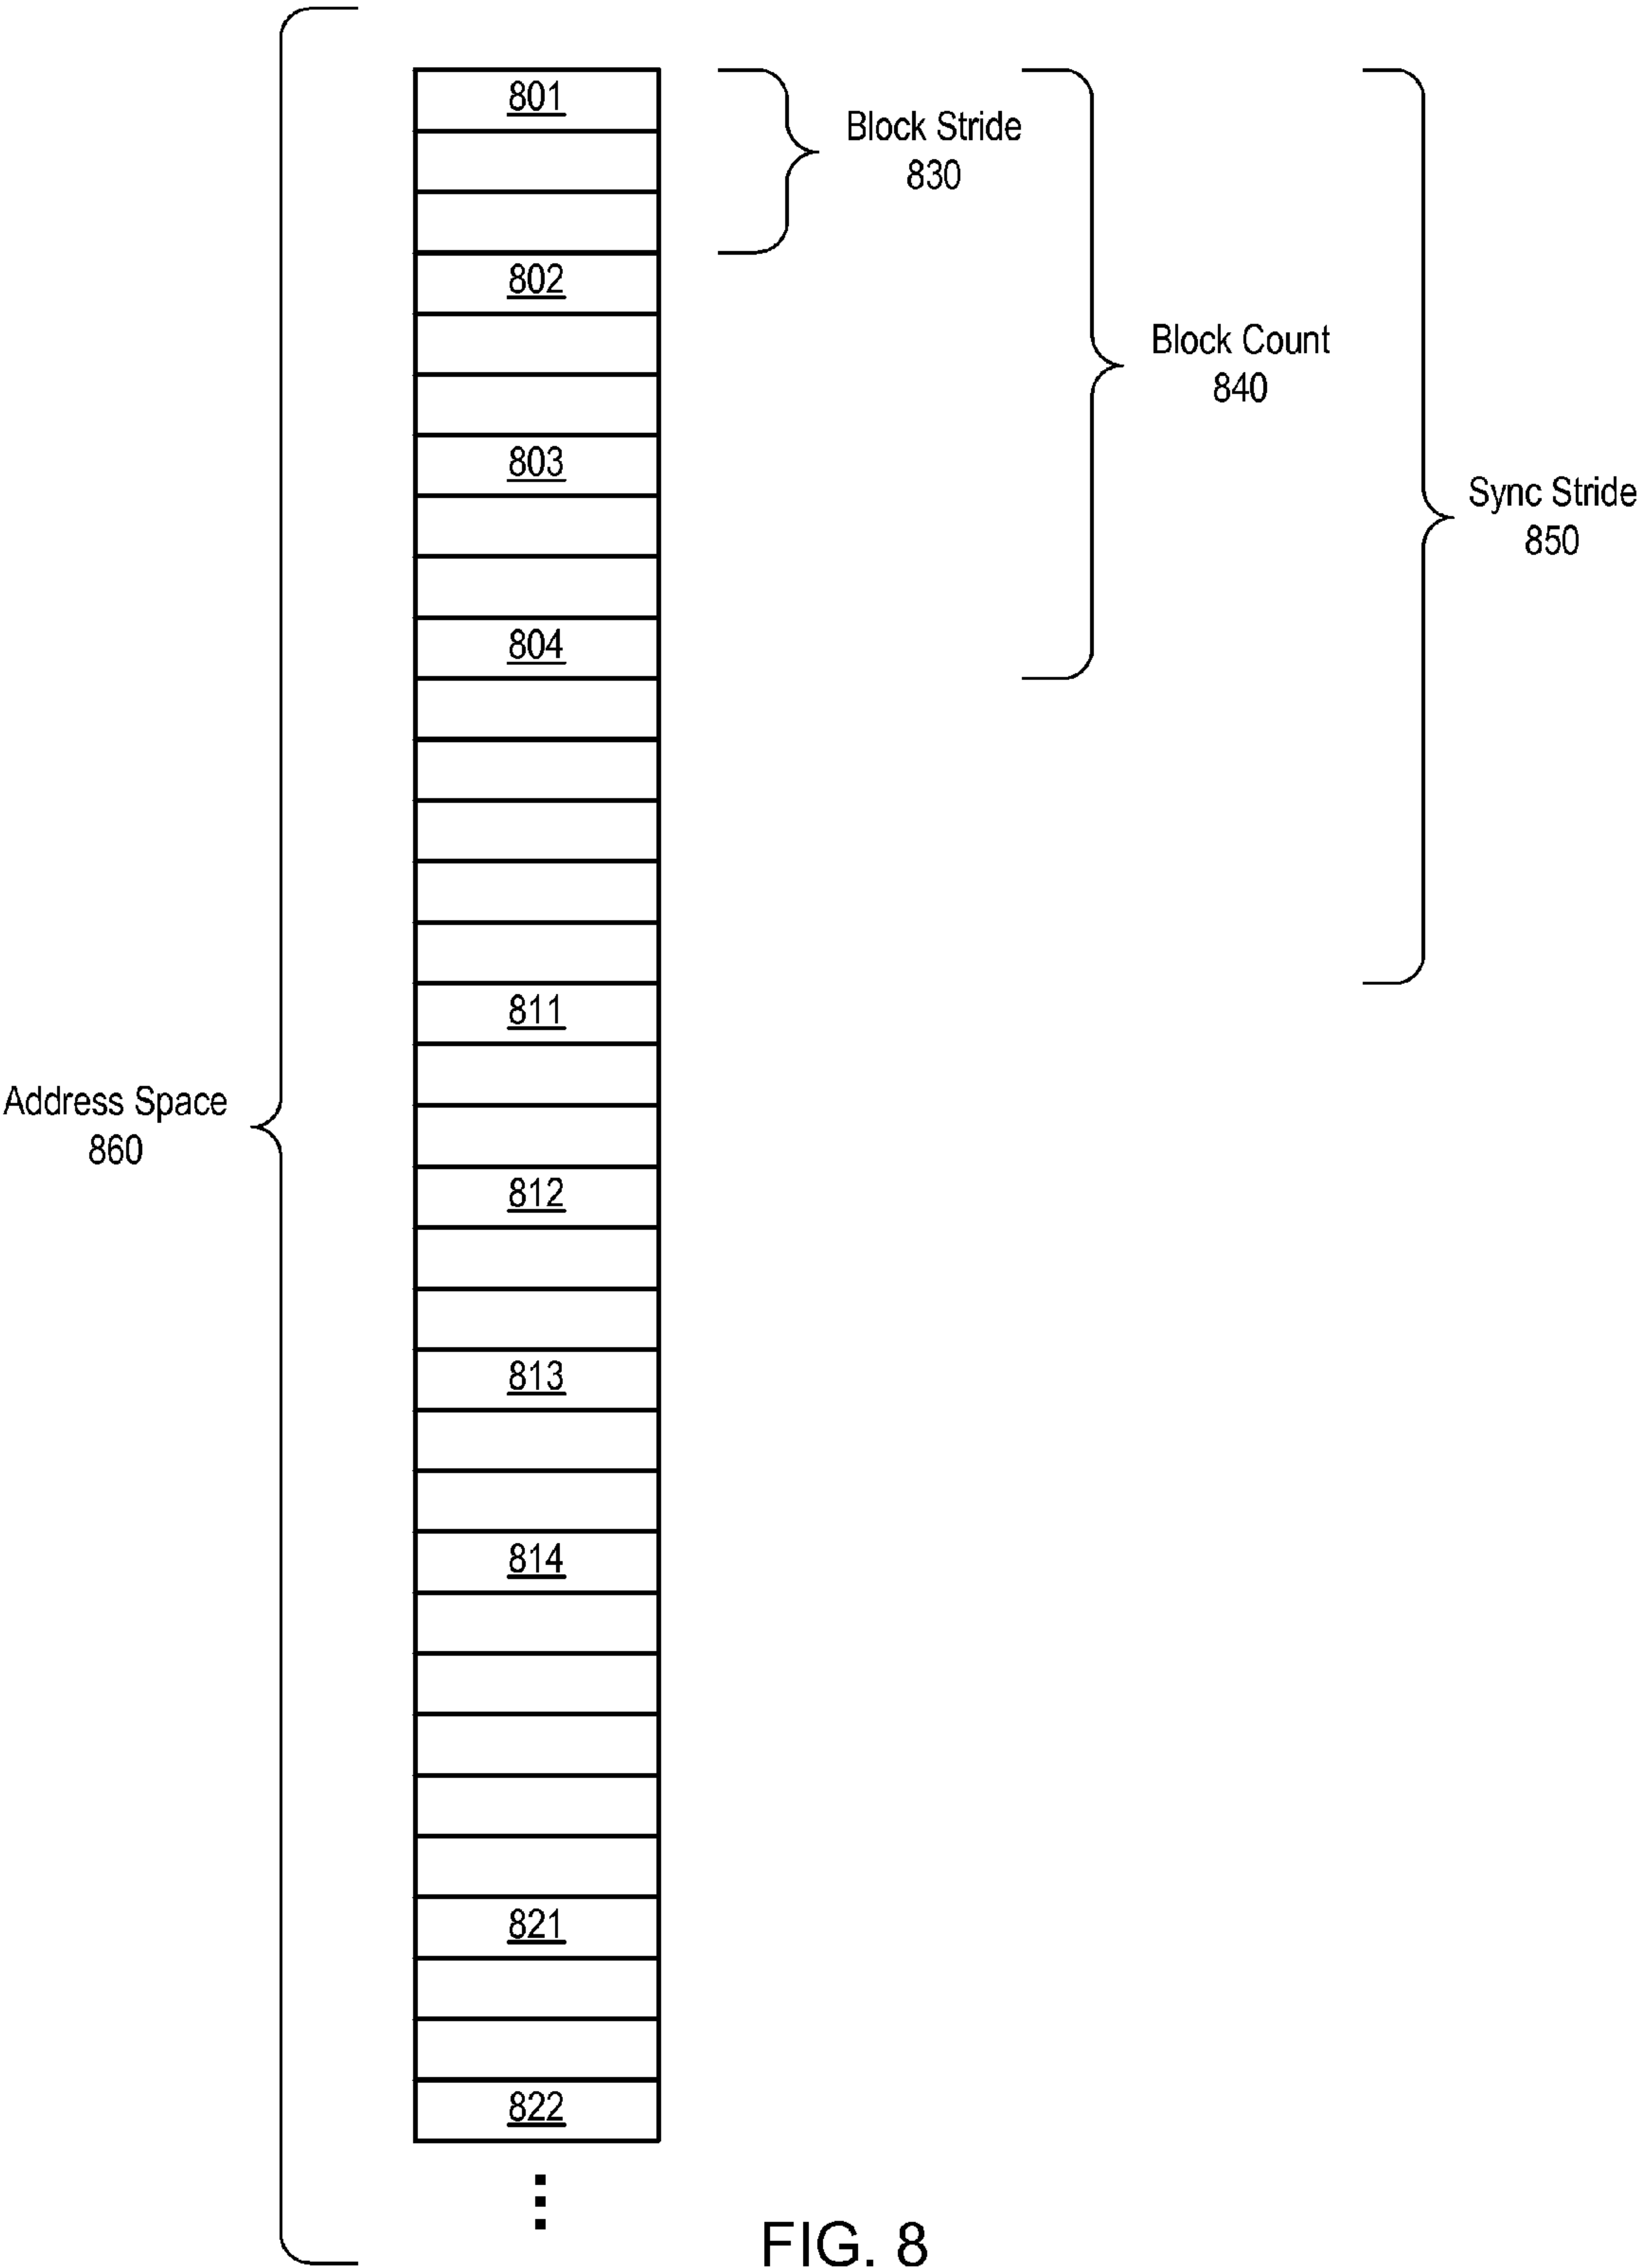 801
Block Stride
830
802
Block Count
840
803
Sync Stride
850
804
811
Address Space
860
812
813
814
821
822
FIG. 8